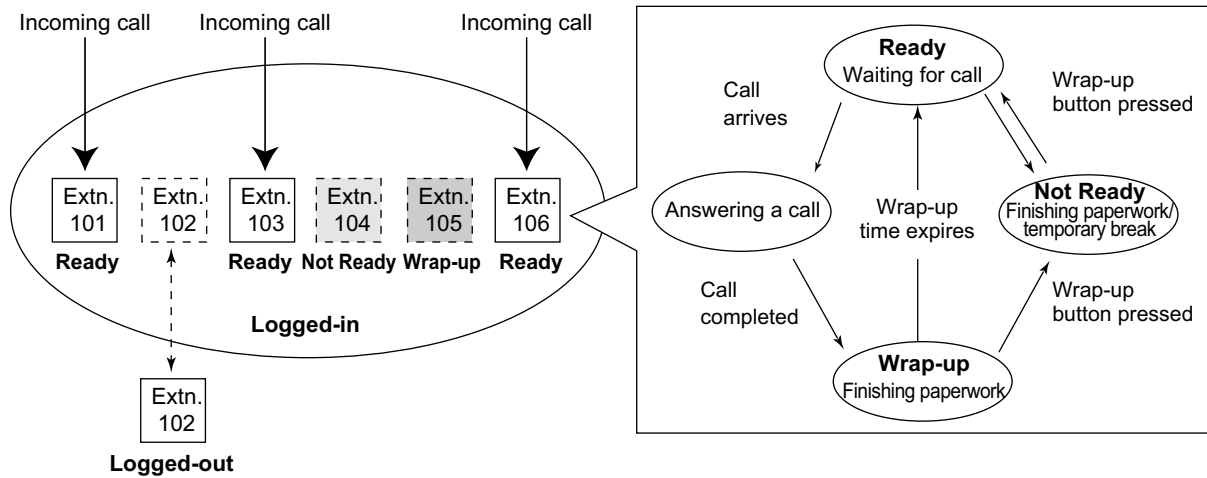 Incoming call
Incoming call
Incoming call
Extn.
101
Extn.
102
Extn.
103
Extn.
104
Extn.
105
Extn.
106
Ready
Ready
Not Ready
Wrap-up
Ready
Logged-in
Extn.
102
Logged-out
Ready
Waiting for call
Call
arrives
Wrap-up
button pressed
Answering a call
Wrap-up
time expires
Not Ready
Finishing paperwork/
temporary break
Call
completed
Wrap-up
button pressed
Wrap-up
Finishing paperwork